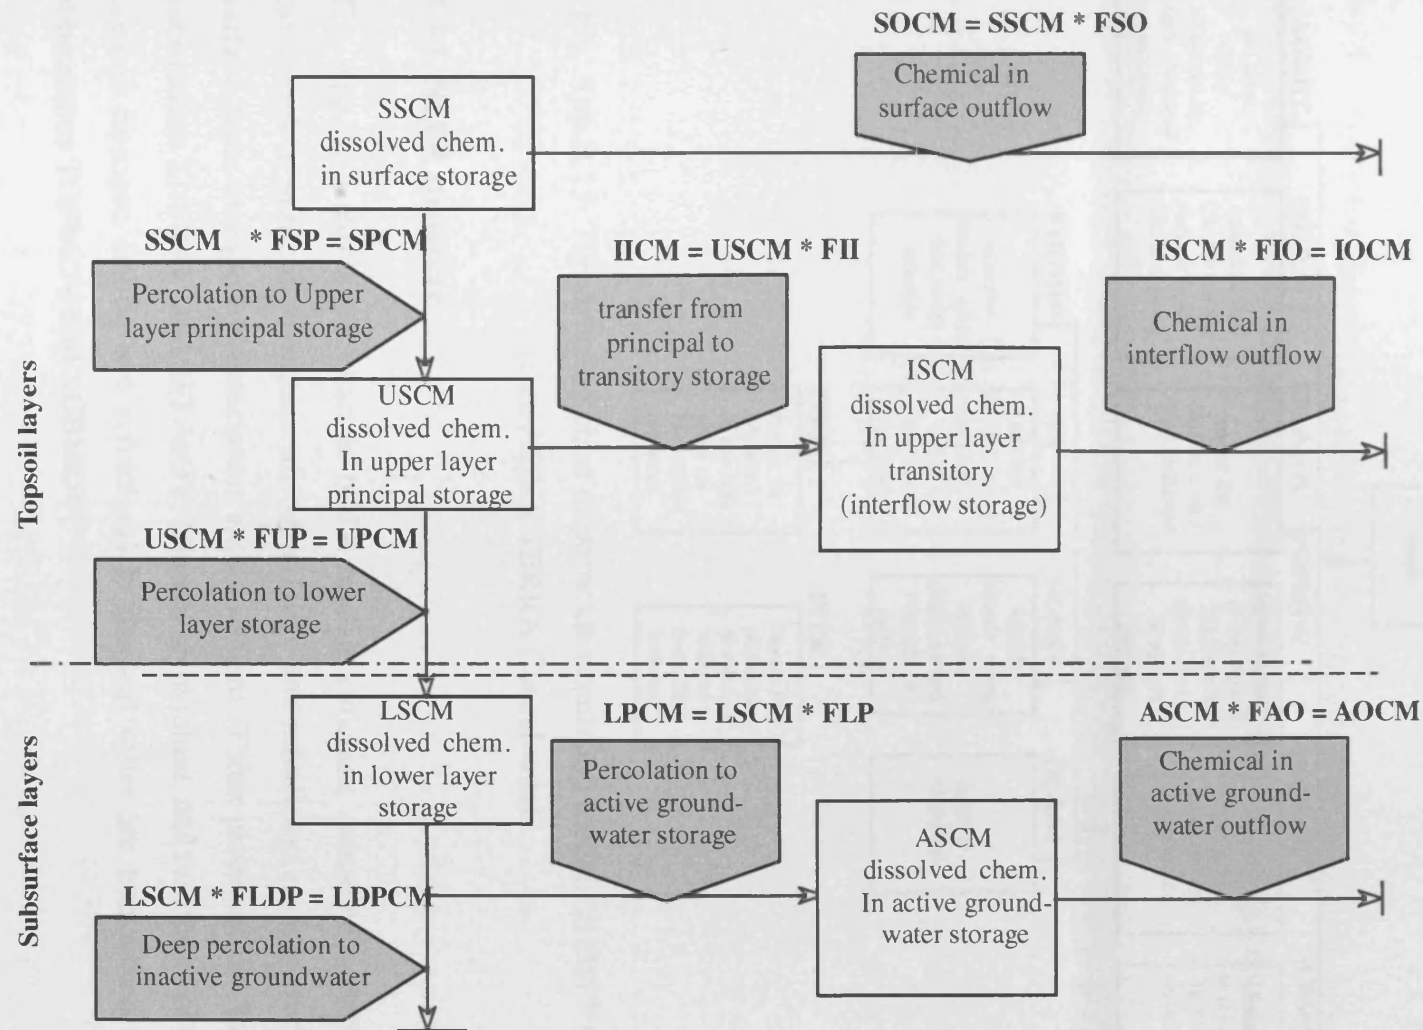 SOCM = SSCM * FSO
Chemical in
surface outflow
SSCM
dissolved chem.
in surface storage
SSCM * FSP = SPCM
Percolation to Upper
layer principal storage
IICM = USCM * FII
transfer from
principal to
transitory storage
ISCM * FIO = IOCM
Chemical in
interflow outflow
Topsoil layers
USCM
dissolved chem.
In upper layer
principal storage
ISCM
dissolved chem.
In upper layer
transitory
(interflow storage)
USCM * FUP = UPCM
Percolation to lower
layer storage
Subsurface layers
LSCM
dissolved chem.
in lower layer
storage
LPCM = LSCM * FLP
Percolation to
active ground-
water storage
ASCM * FAO = AOCM
Chemical in
active ground-
water outflow
ASCM
dissolved chem.
In active ground-
water storage
LSCM * FLDP = LDPCM
Deep percolation to
inactive groundwater